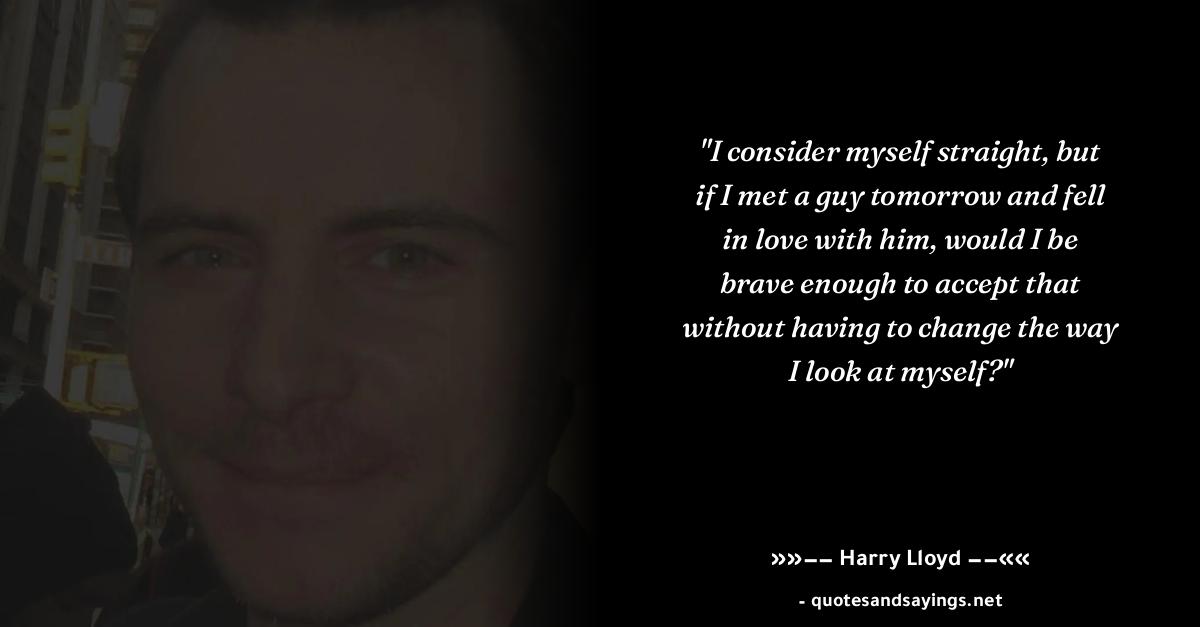 "I consider myself straight, but
if I met a guy tomorrow and fell
in love with him, would I be
brave enough to accept that
without having to change the way
I look at myself?"
»»−− Harry Lloyd −−««
- quotesandsayings.net